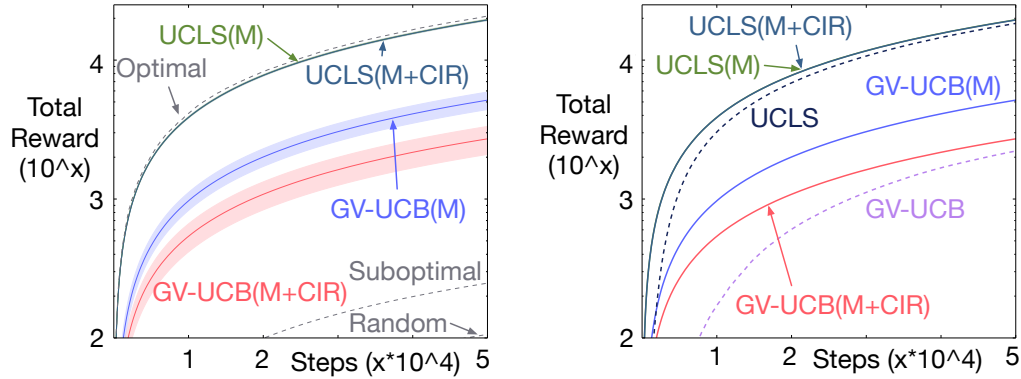 UCLS(M)
4
Optimal
UCLS(M+CIR)
Total
Reward
(10^x)
3
GV-UCB(M)
Suboptimal
GV-UCB(M+CIR)
Random
2
1
2
Steps (x*10^4)
5
UCLS(M+CIR)
4
UCLS(M)
GV-UCB(M)
Total
Reward
(10^x)
UCLS
3
GV-UCB
GV-UCB(M+CIR)
2
1
2
Steps (x*10^4)
5